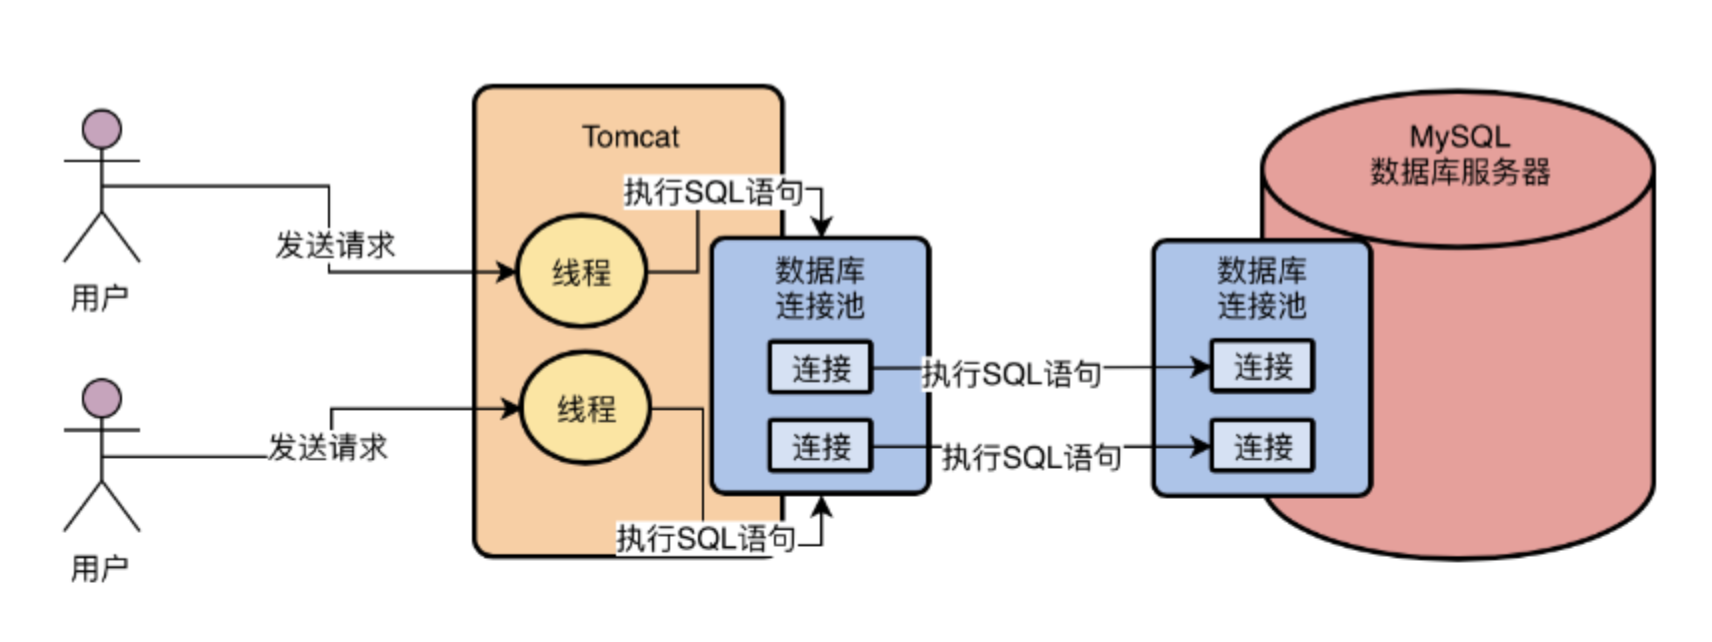 Tomcat
MySQL
数据库服务器
执行SQL语句
发送请求
线程
用户
数据库
连接池
数据库
连接池
连接
执行SQL语句
连接
线程
发送请求
连接
执行SQL语句
连接
执行SQL语句
用户